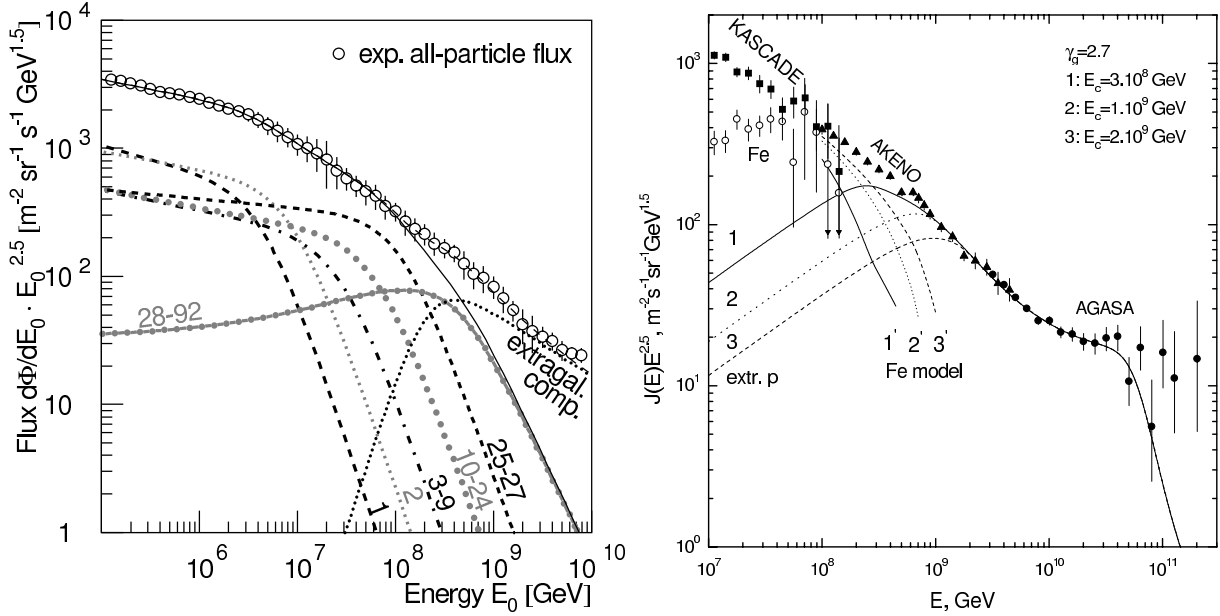 Flux dΦ/dE₀ · E₀^2.5 [m^-2 sr^-1 s^-1 GeV^1.5]
10^4
10^3
10^2
10
1
exp. all-particle flux
28-92
extragal.
comp.
1
2
3-9
10-24
25-27
10^6
10^7
10^8
10^9
10^10
Energy E₀ [GeV]
J(E)E^2.5, m^-2s^-1sr^-1GeV^1.5
10^3
10^2
10^1
10^0
KASCADE
Fe
AKENO
AGASA
γ_g=2.7
1: E_c=3.10^8 GeV
2: E_c=1.10^9 GeV
3: E_c=2.10^9 GeV
1
2
3
extr. p
1' 2' 3'
Fe model
10^7
10^8
10^9
10^10
10^11
E, GeV